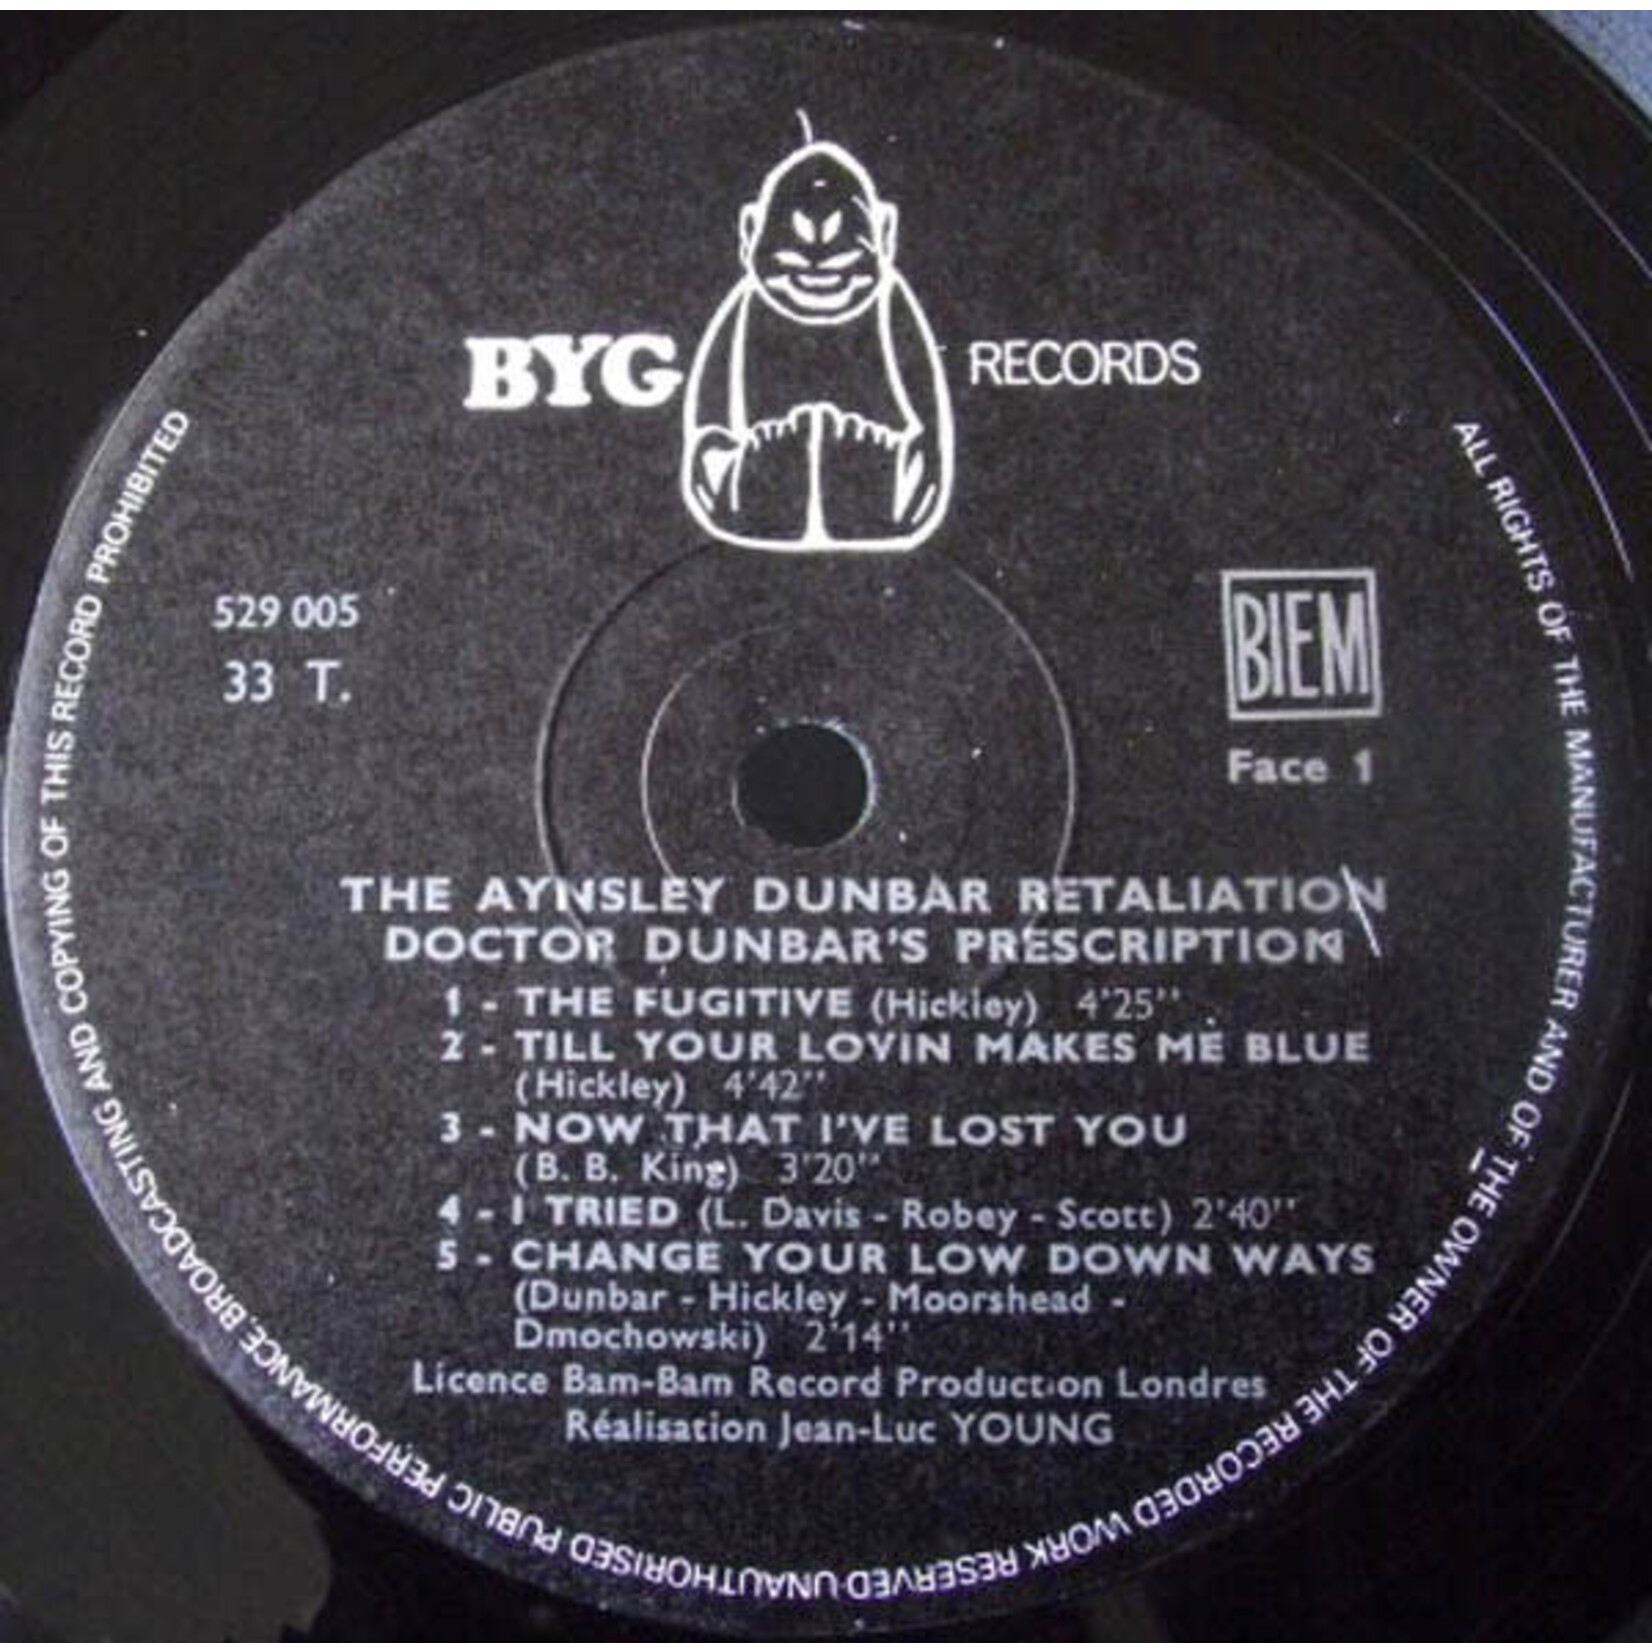 BYG RECORDS
529 005
33 T.
BIEM
Face 1
THE AYNSLEY DUNBAR RETALIATION
DOCTOR DUNBAR'S PRESCRIPTION
1 - THE FUGITIVE (Hickley) 4'25''
2 - TILL YOUR LOVIN MAKES ME BLUE
(Hickley) 4'42''
3 - NOW THAT I'VE LOST YOU
(B. B. King) 3'20''
4 - I TRIED (L. Davis - Robey - Scott) 2'40''
5 - CHANGE YOUR LOW DOWN WAYS
(Dunbar - Hickley - Moorshead -
Dmochowski) 2'14''
Licence Bam-Bam Record Production Londres
Réalisation Jean-Luc YOUNG
ALL RIGHTS OF THE MANUFACTURER AND OF THE OWNER OF THE RECORDED WORK RESERVED UNAUTHORISED PUBLIC PERFORMANCE, BROADCASTING AND COPYING OF THIS RECORD PROHIBITED